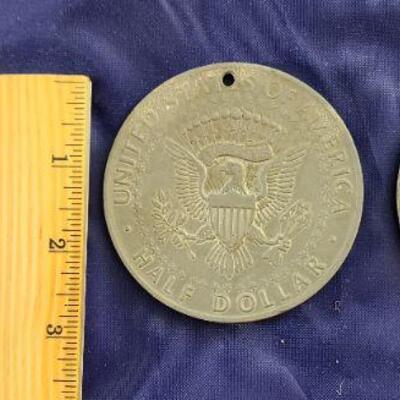 UNITED STATES OF AMERICA
· HALF DOLLAR ·
1
2
3